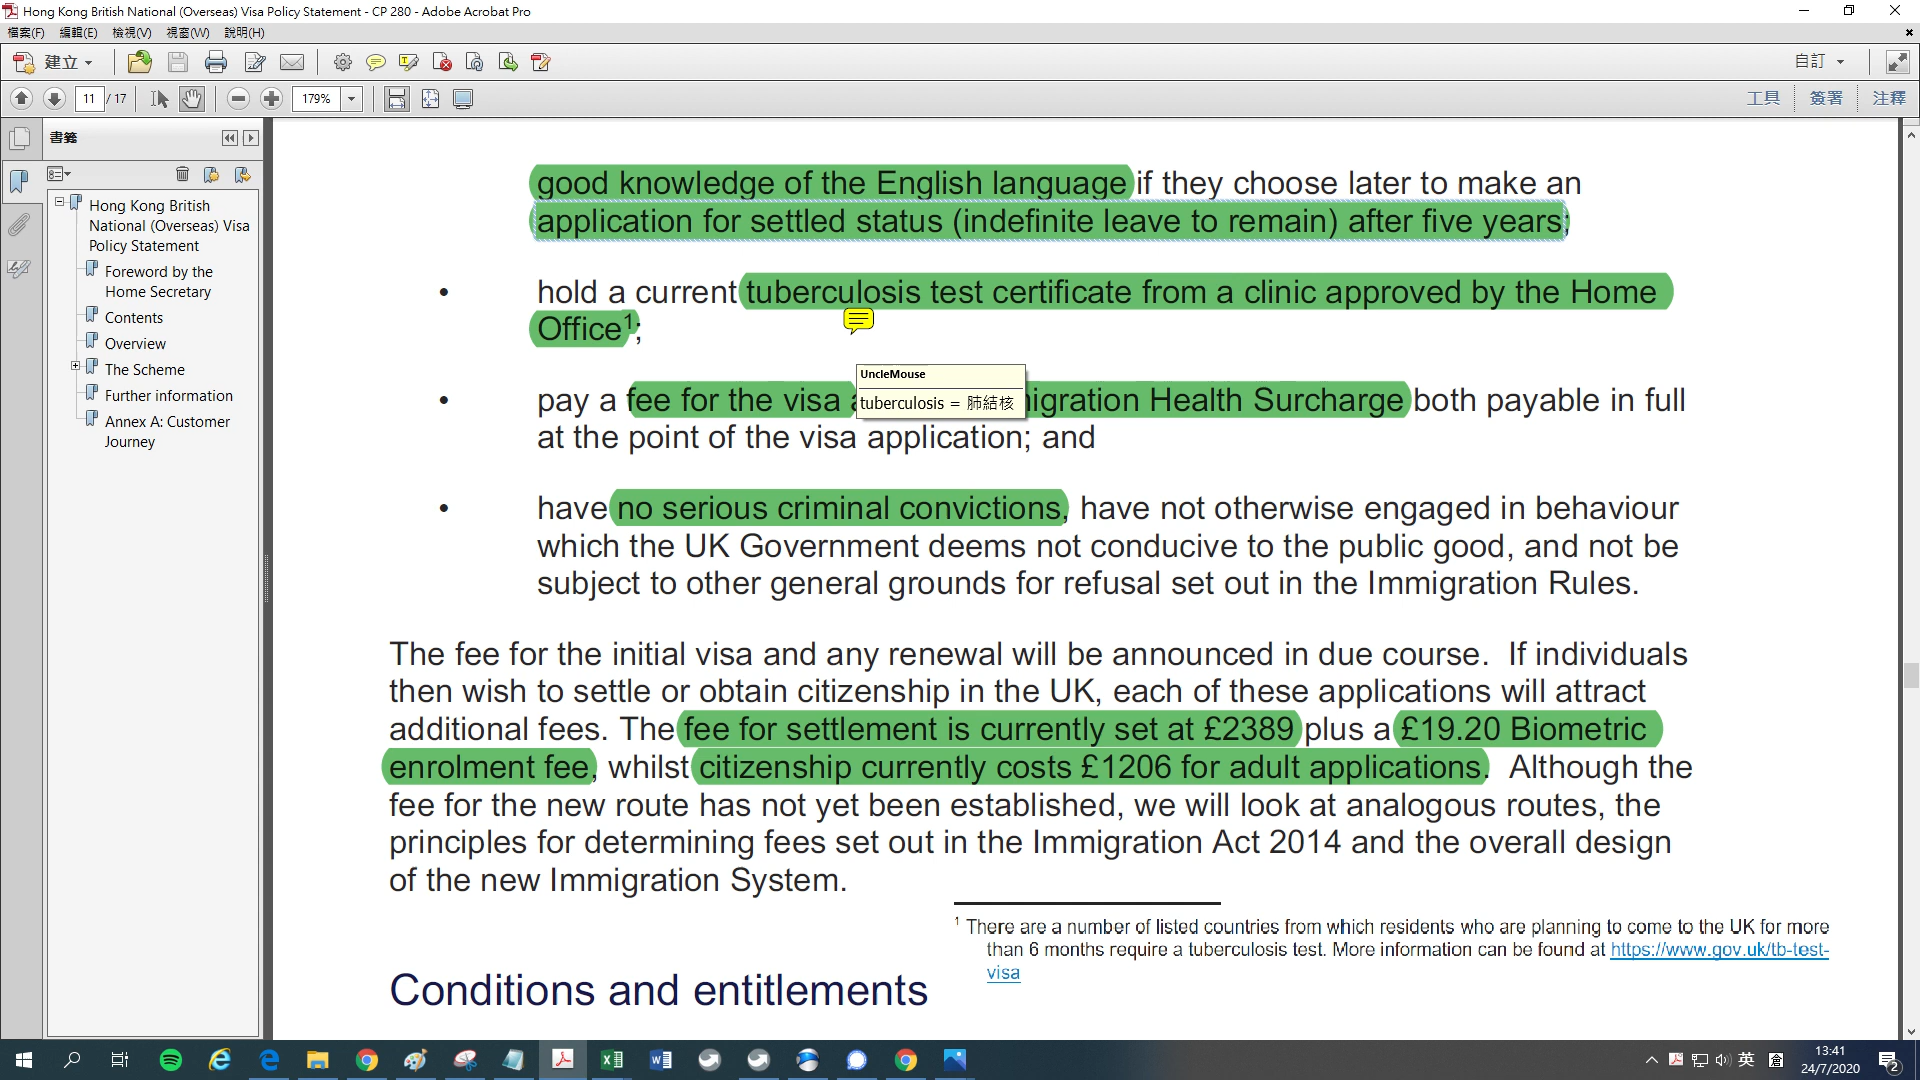 Hong Kong British National (Overseas) Visa Policy Statement - CP 280 - Adobe Acrobat Pro
檔案(F) 編輯(E) 檢視(V) 視窗(W) 說明(H)
建立
自訂
11 / 17
179%
工具 簽署 注釋
書籤
Hong Kong British
National (Overseas) Visa
Policy Statement
Foreword by the
Home Secretary
Contents
Overview
The Scheme
Further information
Annex A: Customer
Journey
good knowledge of the English language if they choose later to make an
application for settled status (indefinite leave to remain) after five years;
• hold a current tuberculosis test certificate from a clinic approved by the Home
Office1;
UncleMouse
tuberculosis = 肺結核
• pay a fee for the visa igration Health Surcharge both payable in full
at the point of the visa application; and
• have no serious criminal convictions, have not otherwise engaged in behaviour
which the UK Government deems not conducive to the public good, and not be
subject to other general grounds for refusal set out in the Immigration Rules.
The fee for the initial visa and any renewal will be announced in due course. If individuals
then wish to settle or obtain citizenship in the UK, each of these applications will attract
additional fees. The fee for settlement is currently set at £2389 plus a £19.20 Biometric
enrolment fee, whilst citizenship currently costs £1206 for adult applications. Although the
fee for the new route has not yet been established, we will look at analogous routes, the
principles for determining fees set out in the Immigration Act 2014 and the overall design
of the new Immigration System.
1 There are a number of listed countries from which residents who are planning to come to the UK for more
than 6 months require a tuberculosis test. More information can be found at https://www.gov.uk/tb-test-
visa
Conditions and entitlements
英
13:41
24/7/2020
2